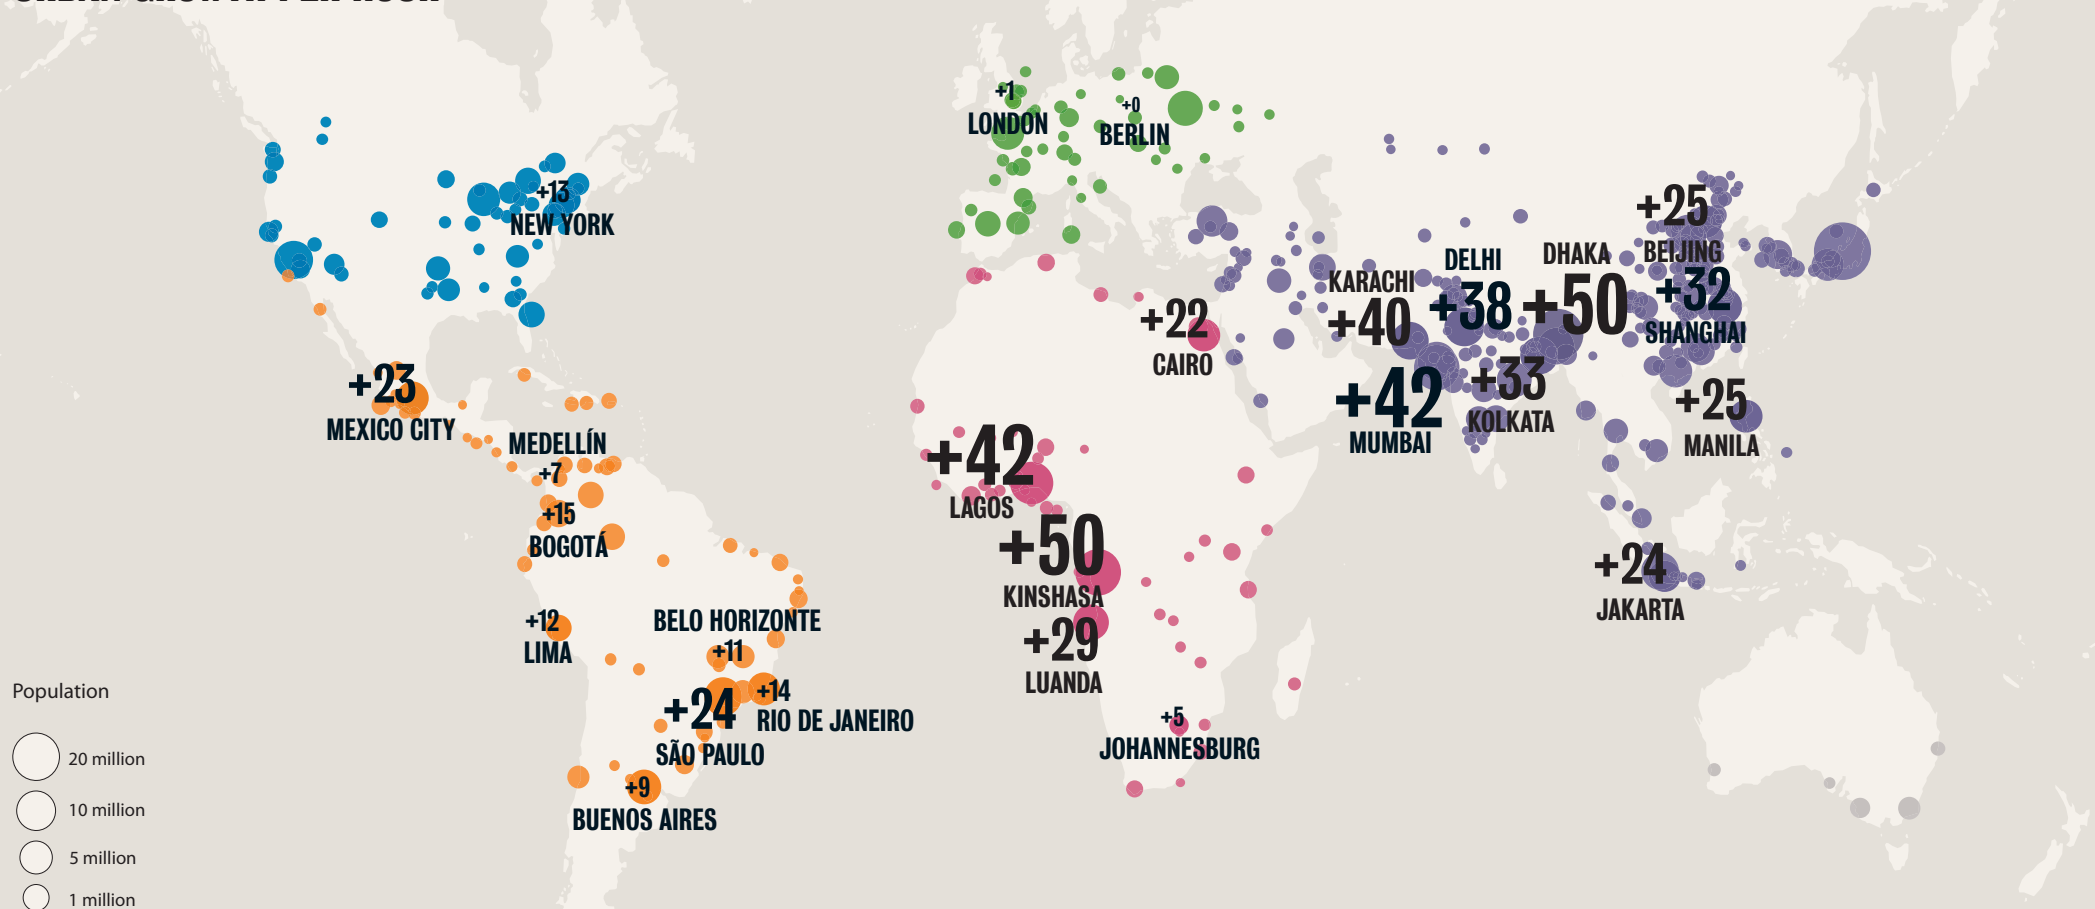 +1
LONDON
+0
BERLIN
+13
NEW YORK
+25
BEIJING
DHAKA
+50
DELHI
+38
KARACHI
+40
+32
SHANGHAI
+22
CAIRO
+33
KOLKATA
+42
MUMBAI
+25
MANILA
+23
MEXICO CITY
MEDELLÍN
+7
+15
BOGOTÁ
+42
LAGOS
+50
KINSHASA
+29
LUANDA
+24
JAKARTA
+12
LIMA
BELO HORIZONTE
+11
+14
RIO DE JANEIRO
+24
SÃO PAULO
+5
JOHANNESBURG
+9
BUENOS AIRES
Population
20 million
10 million
5 million
1 million